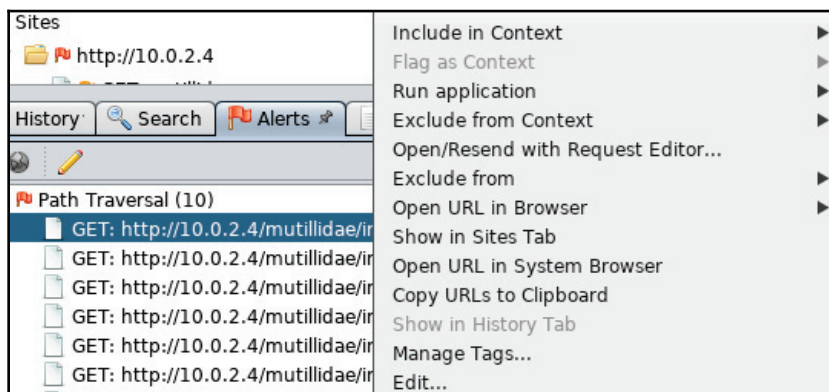 Sites
http://10.0.2.4
History
Search
Alerts
Path Traversal (10)
GET: http://10.0.2.4/mutillidae/ir
GET: http://10.0.2.4/mutillidae/ir
GET: http://10.0.2.4/mutillidae/ir
GET: http://10.0.2.4/mutillidae/ir
GET: http://10.0.2.4/mutillidae/ir
GET: http://10.0.2.4/mutillidae/ir
Include in Context
Flag as Context
Run application
Exclude from Context
Open/Resend with Request Editor...
Exclude from
Open URL in Browser
Show in Sites Tab
Open URL in System Browser
Copy URLs to Clipboard
Show in History Tab
Manage Tags...
Edit...